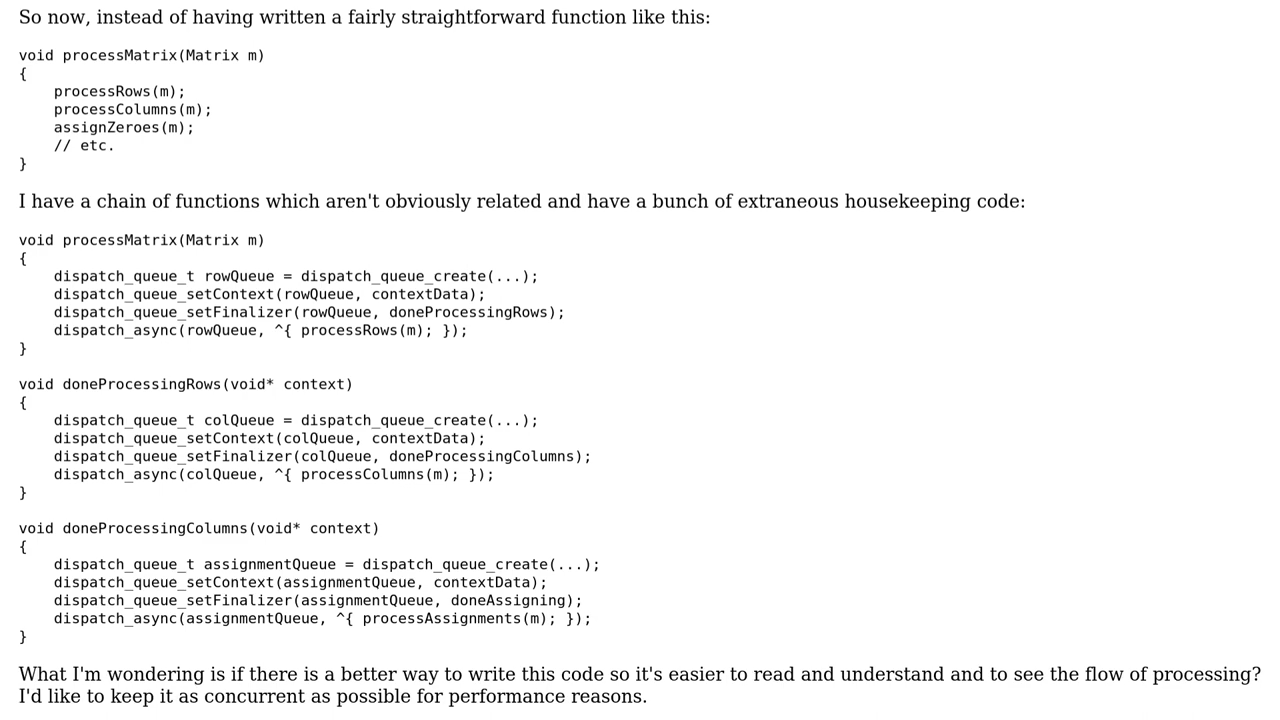 So now, instead of having written a fairly straightforward function like this:
void processMatrix(Matrix m)
{
    processRows(m);
    processColumns(m);
    assignZeroes(m);
    // etc.
}
I have a chain of functions which aren't obviously related and have a bunch of extraneous housekeeping code:
void processMatrix(Matrix m)
{
    dispatch_queue_t rowQueue = dispatch_queue_create(...);
    dispatch_queue_setContext(rowQueue, contextData);
    dispatch_queue_setFinalizer(rowQueue, doneProcessingRows);
    dispatch_async(rowQueue, ^{ processRows(m); });
}
void doneProcessingRows(void* context)
{
    dispatch_queue_t colQueue = dispatch_queue_create(...);
    dispatch_queue_setContext(colQueue, contextData);
    dispatch_queue_setFinalizer(colQueue, doneProcessingColumns);
    dispatch_async(colQueue, ^{ processColumns(m); });
}
void doneProcessingColumns(void* context)
{
    dispatch_queue_t assignmentQueue = dispatch_queue_create(...);
    dispatch_queue_setContext(assignmentQueue, contextData);
    dispatch_queue_setFinalizer(assignmentQueue, doneAssigning);
    dispatch_async(assignmentQueue, ^{ processAssignments(m); });
}
What I'm wondering is if there is a better way to write this code so it's easier to read and understand and to see the flow of processing?
I'd like to keep it as concurrent as possible for performance reasons.